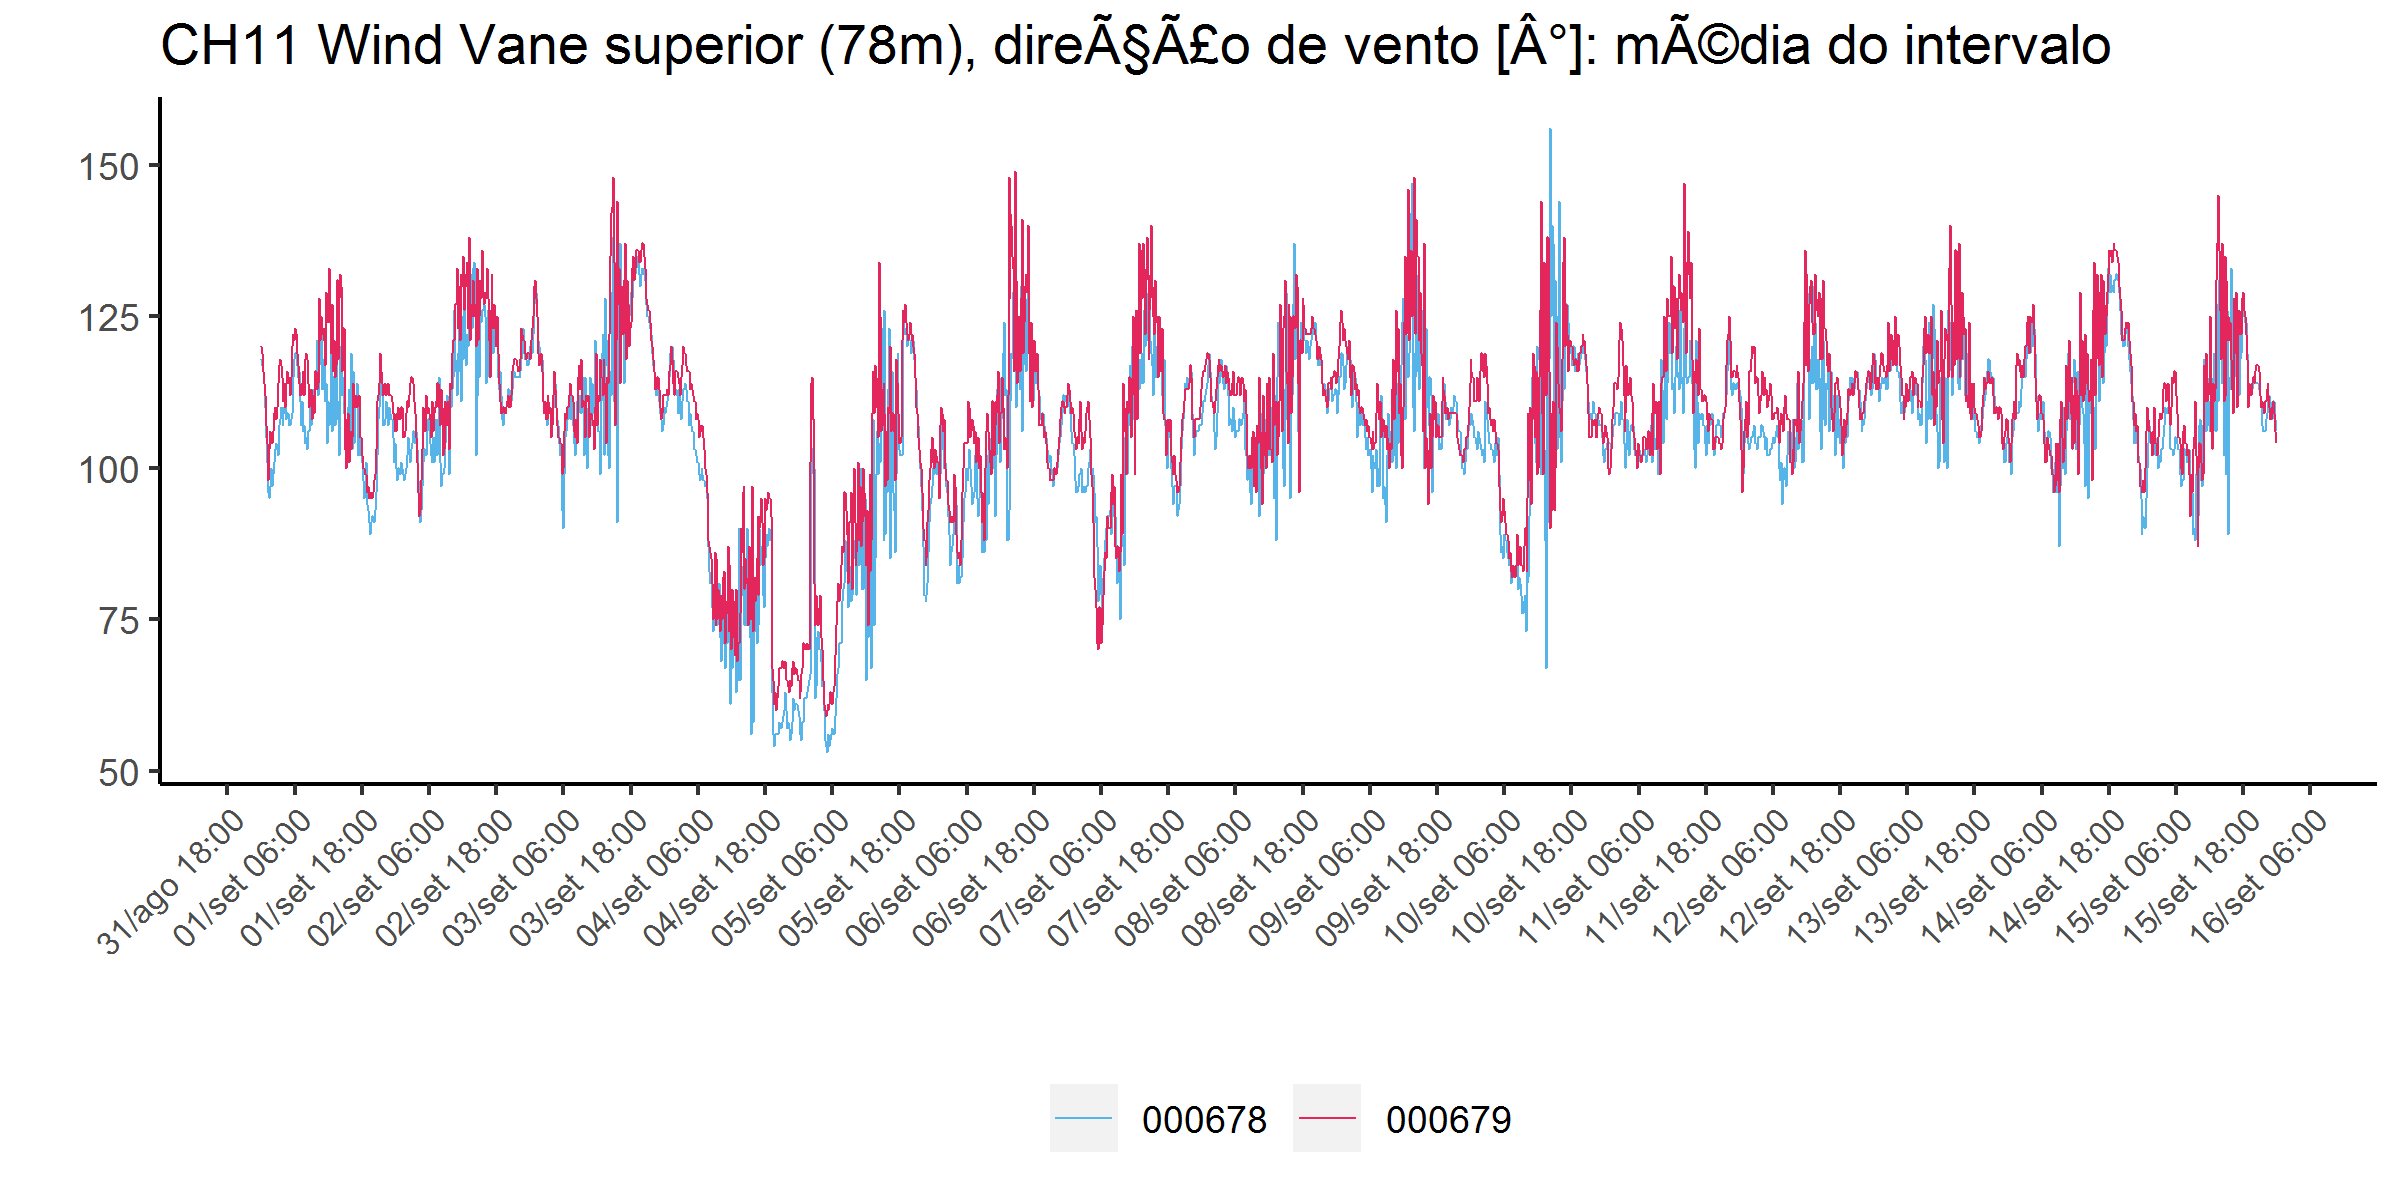 CH11 Wind Vane superior (78m), direÃ§Ã£o de vento [Â°]: mÃ©dia do intervalo
150
125
100
75
50
31/ago 18:00
01/set 06:00
01/set 18:00
02/set 06:00
02/set 18:00
03/set 06:00
03/set 18:00
04/set 06:00
04/set 18:00
05/set 06:00
05/set 18:00
06/set 06:00
06/set 18:00
07/set 06:00
07/set 18:00
08/set 06:00
08/set 18:00
09/set 06:00
09/set 18:00
10/set 06:00
10/set 18:00
11/set 06:00
11/set 18:00
12/set 06:00
12/set 18:00
13/set 06:00
13/set 18:00
14/set 06:00
14/set 18:00
15/set 06:00
15/set 18:00
16/set 06:00
000678 000679